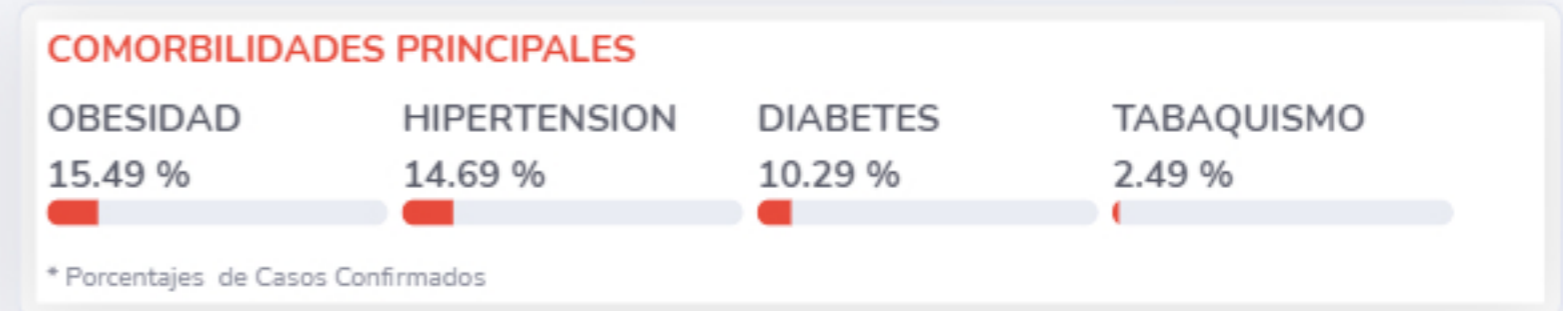 COMORBILIDADES PRINCIPALES
OBESIDAD HIPERTENSION DIABETES TABAQUISMO
15.49 % 14.69 % 10.29 % 2.49 %
* Porcentajes de Casos Confirmados